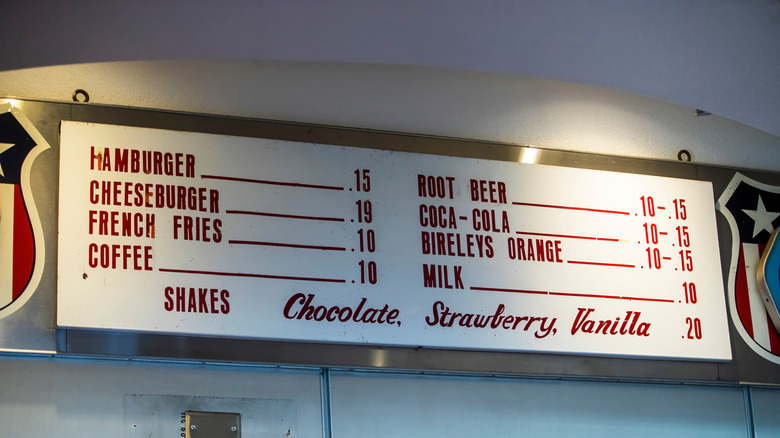 HAMBURGER .15
CHEESEBURGER .19
FRENCH FRIES .10
COFFEE .10
ROOT BEER .10-.15
COCA-COLA .10-.15
BIRELEYS ORANGE .10-.15
MILK .10
SHAKES Chocolate, Strawberry, Vanilla .20